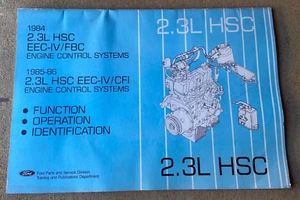 1984
2.3L HSC
EEC-IV/FBC
ENGINE CONTROL SYSTEMS
1985-86
2.3L HSC EEC-IV/CFI
ENGINE CONTROL SYSTEMS
• FUNCTION
• OPERATION
• IDENTIFICATION
Ford
Ford Parts and Service Division
Training and Publications Department
2.3L HSC
2.3L HSC